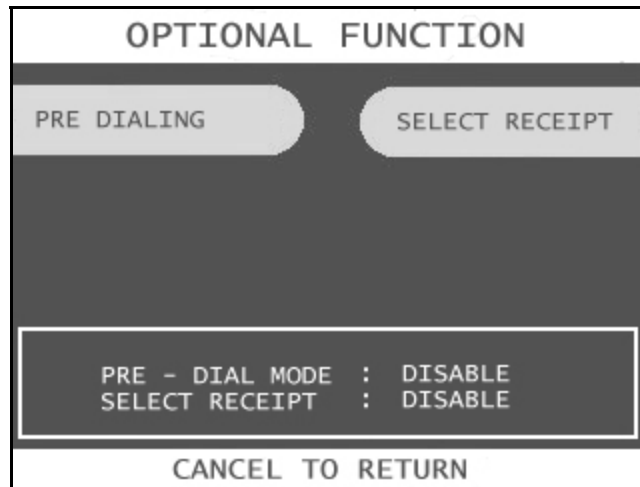 OPTIONAL FUNCTION
PRE DIALING
SELECT RECEIPT
PRE - DIAL MODE : DISABLE
SELECT RECEIPT : DISABLE
CANCEL TO RETURN